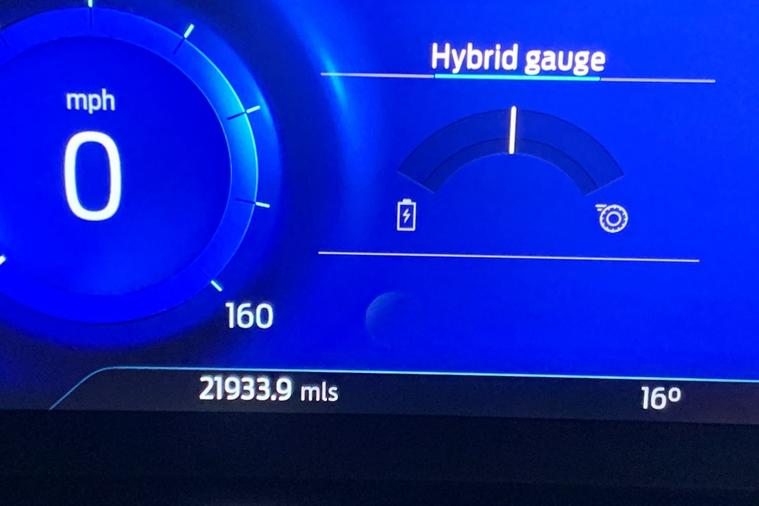 Hybrid gauge
mph
0
160
21933.9 mls
16º